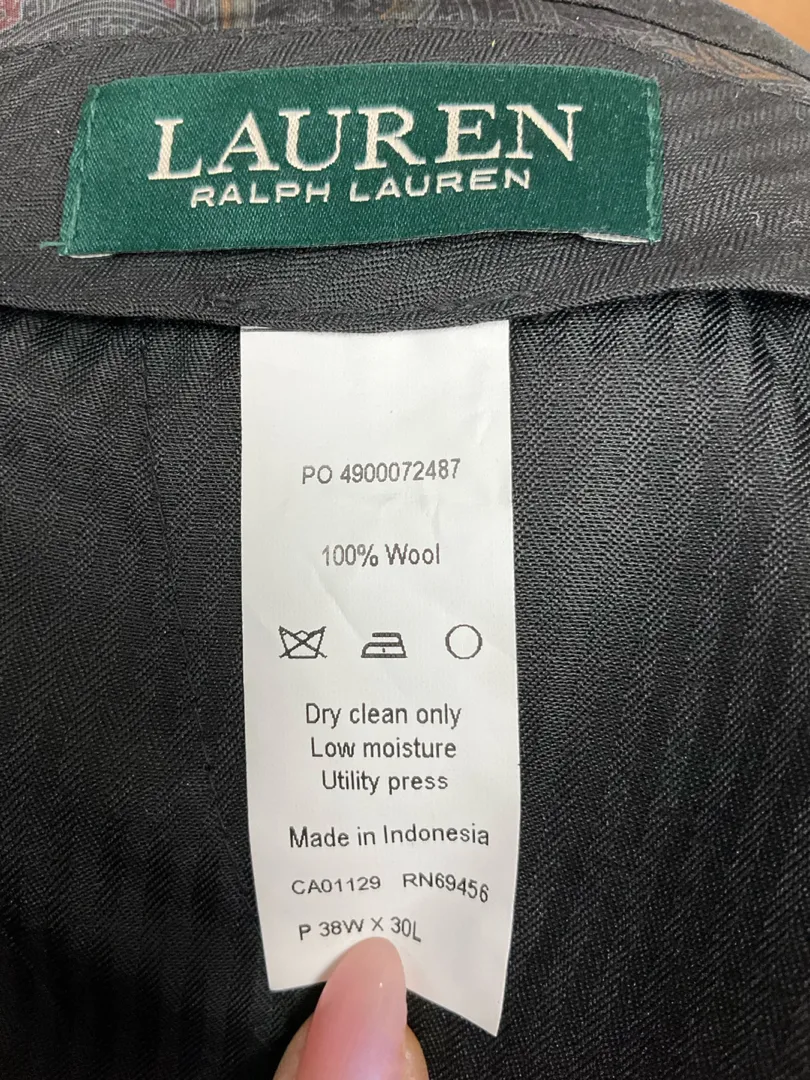 LAUREN
RALPH LAUREN
PO 4900072487
100% Wool
Dry clean only
Low moisture
Utility press
Made in Indonesia
CA01129 RN69456
P 38W X 30L